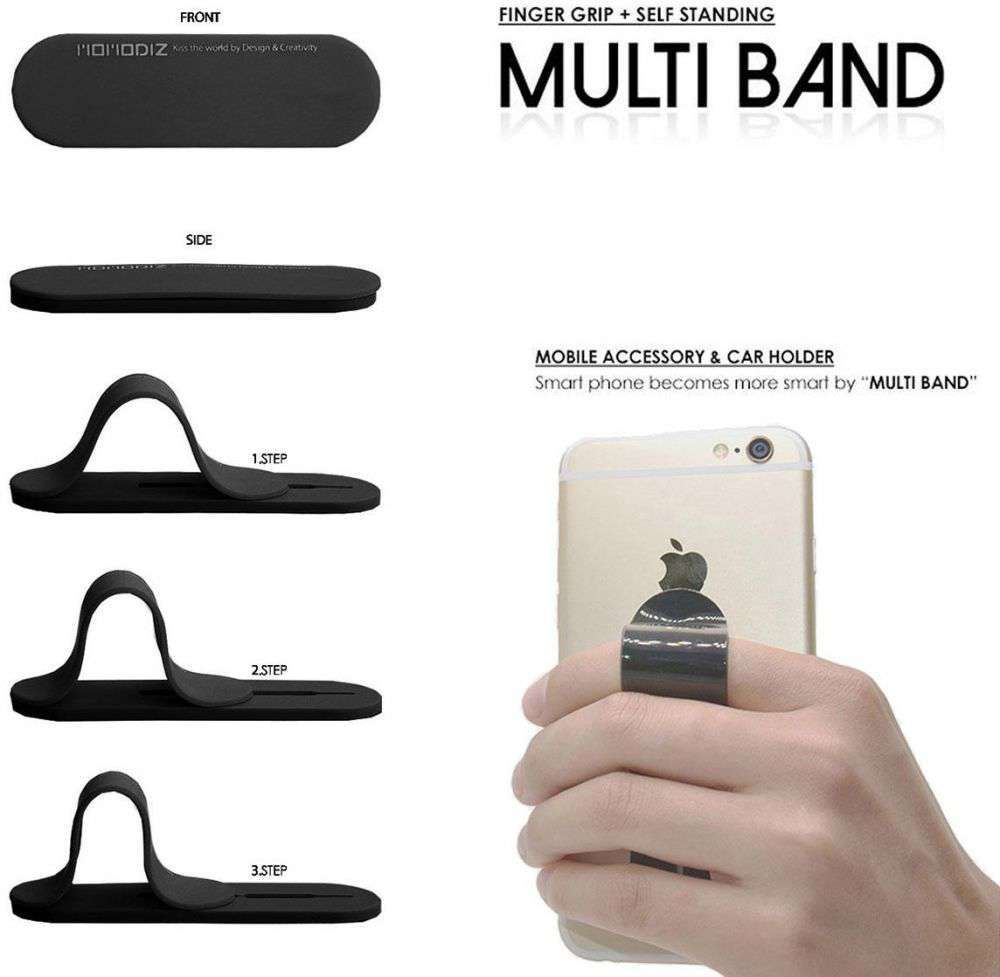 FRONT
MOMODIZ Kiss the world by Design & Creativity
FINGER GRIP + SELF STANDING
MULTI BAND
SIDE
MOMODIZ
MOBILE ACCESSORY & CAR HOLDER
Smart phone becomes more smart by “MULTI BAND”
1.STEP
2.STEP
3.STEP